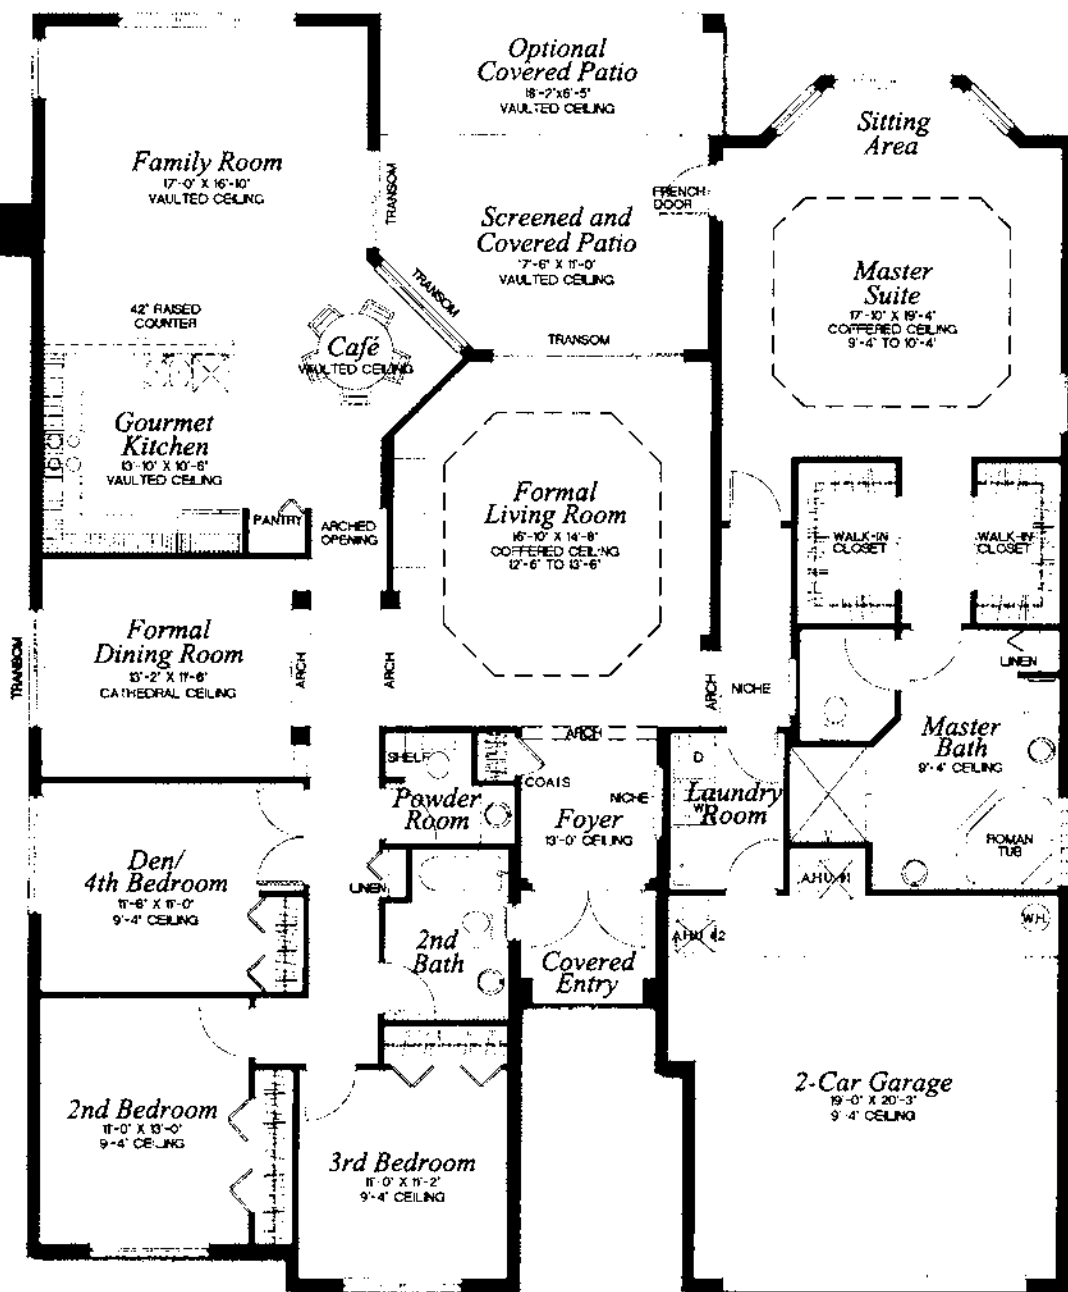 Optional
Covered Patio
18'-2"x6'-5"
VAULTED CEILING
Sitting
Area
Family Room
17'-0" X 16'-10"
VAULTED CEILING
TRANSOM
FRENCH
DOOR
Screened and
Covered Patio
17'-6" X 11'-0"
VAULTED CEILING
TRANSOM
Master
Suite
17'-10" X 19'-4"
COFFERED CEILING
9'-4" TO 10'-4"
42" RAISED
COUNTER
Café
VAULTED CEILING
TRANSOM
Gourmet
Kitchen
13'-10" X 10'-6"
VAULTED CEILING
PANTRY
ARCHED
OPENING
Formal
Living Room
16'-10" X 14'-8"
COFFERED CEILING
12'-6" TO 13'-6"
WALK-IN
CLOSET
WALK-IN
CLOSET
TRANSOM
Formal
Dining Room
13'-2" X 11'-6"
CATHEDRAL CEILING
ARCH
ARCH
ARCH
NICHE
LINEN
Master
Bath
9'-4" CEILING
ROMAN
TUB
SHELF
COATS
ARCH
Powder
Room
NICHE
Foyer
13'-0" CEILING
D
W
Laundry
Room
Den/
4th Bedroom
11'-6" X 11'-0"
9'-4" CEILING
LINEN
2nd
Bath
Covered
Entry
A.H.U. #1
A.H.U. #2
W.H.
2nd Bedroom
11'-0" X 13'-0"
9'-4" CEILING
3rd Bedroom
11'-0" X 11'-2"
9'-4" CEILING
2-Car Garage
19'-0" X 20'-3"
9'-4" CEILING